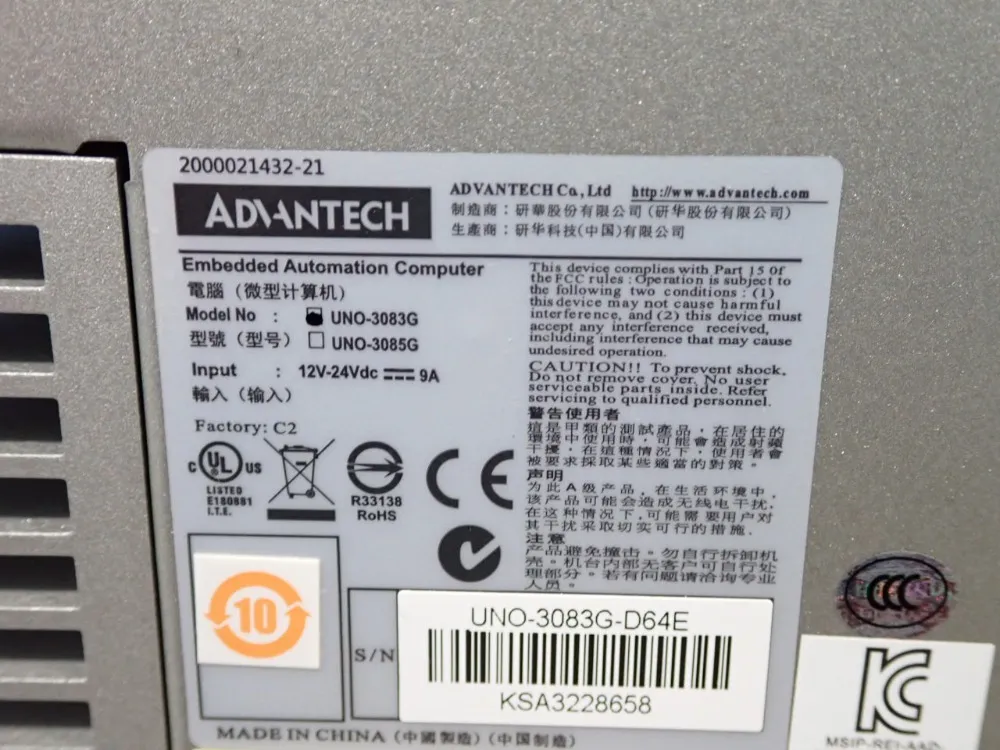 2000021432-21
ADVANTECH
ADVANTECH Co., Ltd http://www.advantech.com
制造商：研華股份有限公司（研华股份有限公司）
生產商：研华科技(中国)有限公司
Embedded Automation Computer
電腦（微型计算机）
Model No : UNO-3083G
型號（型号） UNO-3085G
Input : 12V-24Vdc 9A
輸入（输入）
Factory: C2
C UL US
LISTED
E180881
I.T.E.
R33138
RoHS
CE
This device complies with Part 15 0f
the FCC rules : Operation is subject to
the following two conditions : (1)
this device may not cause harmful
interference, and (2) this device must
accept any interference received,
including interference that may cause
undesired operation.
CAUTION!! To prevent shock.
Do not remove cover. No user
serviceable parts inside. Refer
servicing to qualified personnel.
警告使用者
這是甲類的測試產品，在居住的
環境中使用時，可能會造成射頻
干擾，在這種情況下，使用者會
被要求採取某些適當的對策。
声明
为此A级产品，在生活环境中，
该产品可能会造成无线电干扰，
在这种情况下，可能需要用户对
其干扰采取切实可行的措施.
注意
产品避免撞击。勿自行拆卸机
壳。机台内部无客户可自行处
理部分。若有问题请洽询专业
人员。
10
S/N
UNO-3083G-D64E
KSA3228658
MADE IN CHINA（中國製造）(中国制造）
CCC
KC